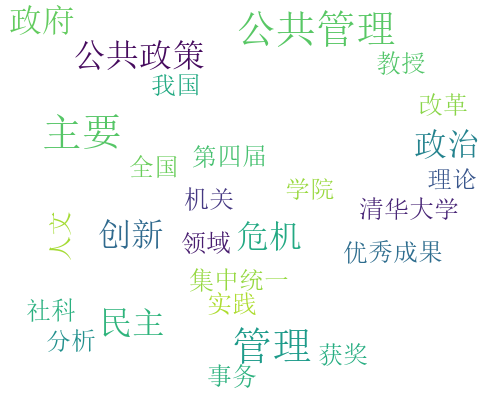 政府
公共管理
公共政策
教授
我国
改革
主要
政治
第四届
全国
理论
学院
机关
清华大学
人文
创新
领域
危机
优秀成果
集中统一
实践
社科
民主
分析
管理
获奖
事务